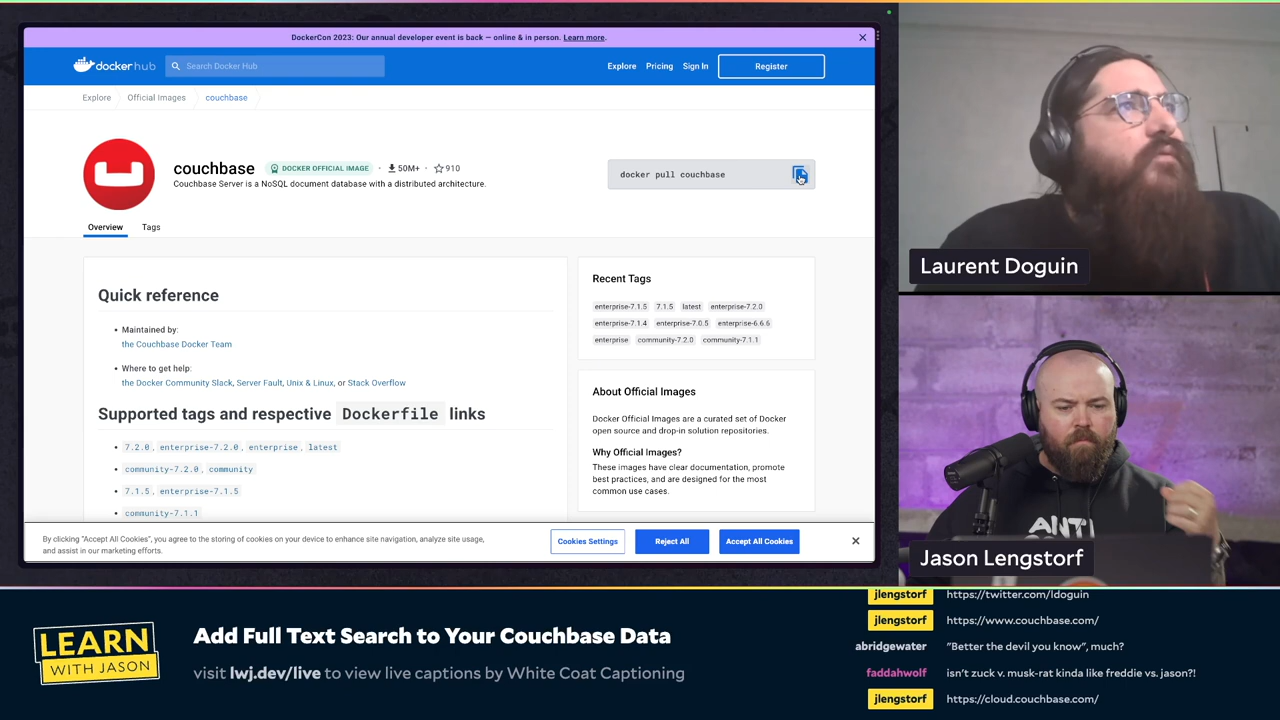 DockerCon 2023: Our annual developer event is back — online & in person. Learn more.
dockerhub
Search Docker Hub
Explore
Pricing
Sign In
Register
Explore
Official Images
couchbase
couchbase
DOCKER OFFICIAL IMAGE
50M+
910
Couchbase Server is a NoSQL document database with a distributed architecture.
docker pull couchbase
Overview
Tags
Quick reference
Maintained by:
the Couchbase Docker Team
Where to get help:
the Docker Community Slack, Server Fault, Unix & Linux, or Stack Overflow
Supported tags and respective Dockerfile links
7.2.0, enterprise-7.2.0, enterprise, latest
community-7.2.0, community
7.1.5, enterprise-7.1.5
community-7.1.1
Recent Tags
enterprise-7.1.5 7.1.5 latest enterprise-7.2.0
enterprise-7.1.4 enterprise-7.0.5 enterprise-6.6.6
enterprise community-7.2.0 community-7.1.1
About Official Images
Docker Official Images are a curated set of Docker
open source and drop-in solution repositories.
Why Official Images?
These images have clear documentation, promote
best practices, and are designed for the most
common use cases.
By clicking "Accept All Cookies", you agree to the storing of cookies on your device to enhance site navigation, analyze site usage,
and assist in our marketing efforts.
Cookies Settings
Reject All
Accept All Cookies
Laurent Doguin
ANTI
Jason Lengstorf
LEARN
WITH JASON
Add Full Text Search to Your Couchbase Data
visit lwj.dev/live to view live captions by White Coat Captioning
jlengstorf https://twitter.com/ldoguin
jlengstorf https://www.couchbase.com/
abridgewater "Better the devil you know", much?
faddahwolf isn't zuck v. musk-rat kinda like freddie vs. jason?!
jlengstorf https://cloud.couchbase.com/